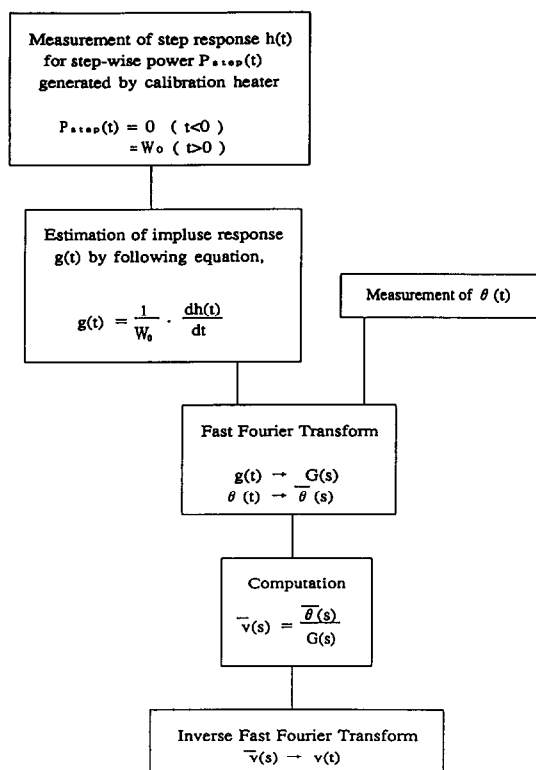 Measurement of step response h(t)
for step-wise power Pstep(t)
generated by calibration heater
Pstep(t) = 0 ( t<0 )
= W₀ ( t>0 )
Estimation of impluse response
g(t) by following equation,
g(t) = 1/W₀ · dh(t)/dt
Measurement of θ (t)
Fast Fourier Transform
g(t) → G(s)
θ (t) → θ̅ (s)
Computation
v̅(s) = θ̅(s)/G(s)
Inverse Fast Fourier Transform
v̅(s) → v(t)